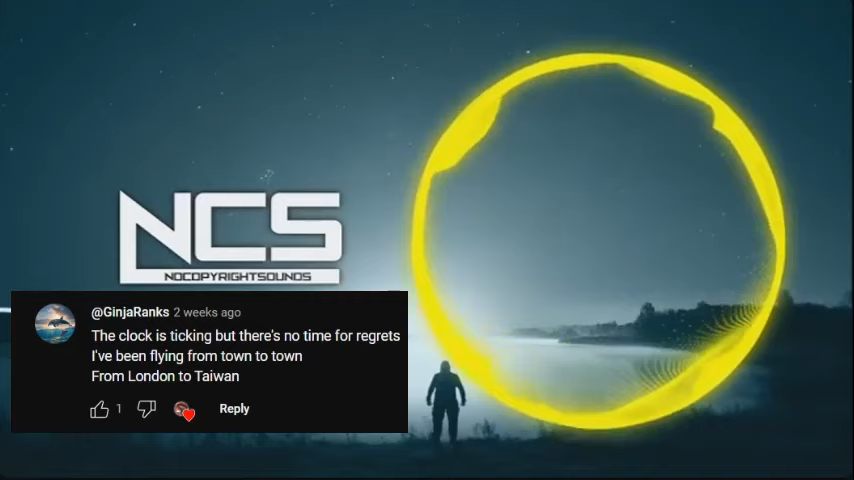 NCS
NOCOPYRIGHTSOUNDS
@GinjaRanks 2 weeks ago
The clock is ticking but there's no time for regrets
I've been flying from town to town
From London to Taiwan
1
Reply